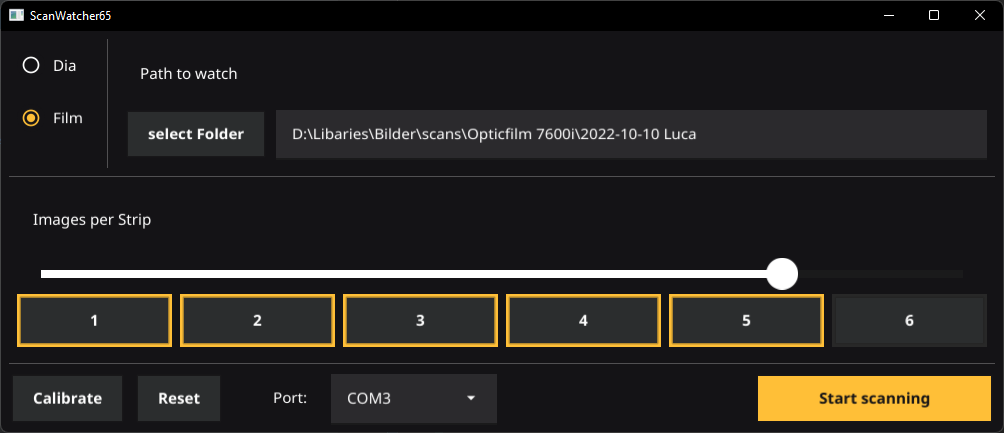 ScanWatcher65
Dia
Film
Path to watch
select Folder
D:\Libaries\Bilder\scans\Opticfilm 7600i\2022-10-10 Luca
Images per Strip
1 2 3 4 5 6
Calibrate Reset Port: COM3 Start scanning